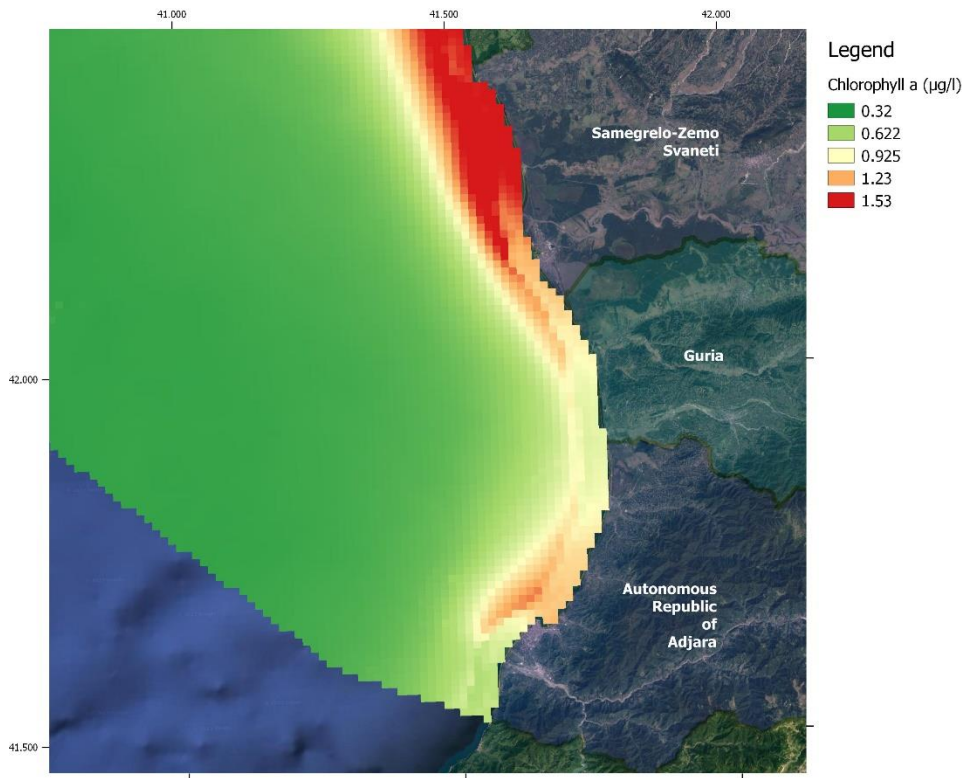 41.000
41.500
42.000
Legend
Chlorophyll a (µg/l)
0.32
0.622
0.925
1.23
1.53
Samegrelo-Zemo
Svaneti
Guria
42.000
Autonomous
Republic
of
Adjara
41.500